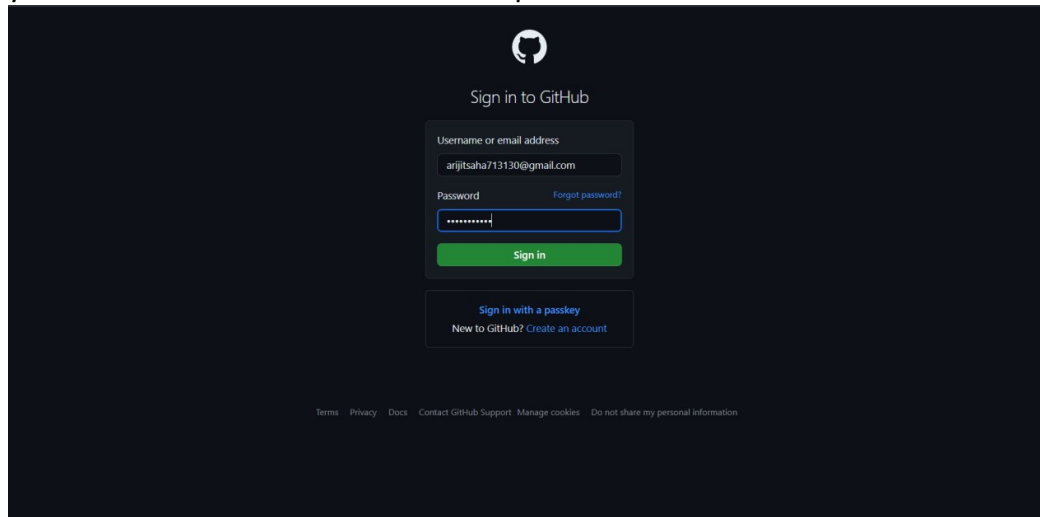 Sign in to GitHub
Username or email address
arijitsaha713130@gmail.com
Password Forgot password?
•••••••••••
Sign in
Sign in with a passkey
New to GitHub? Create an account
Terms Privacy Docs Contact GitHub Support Manage cookies Do not share my personal information